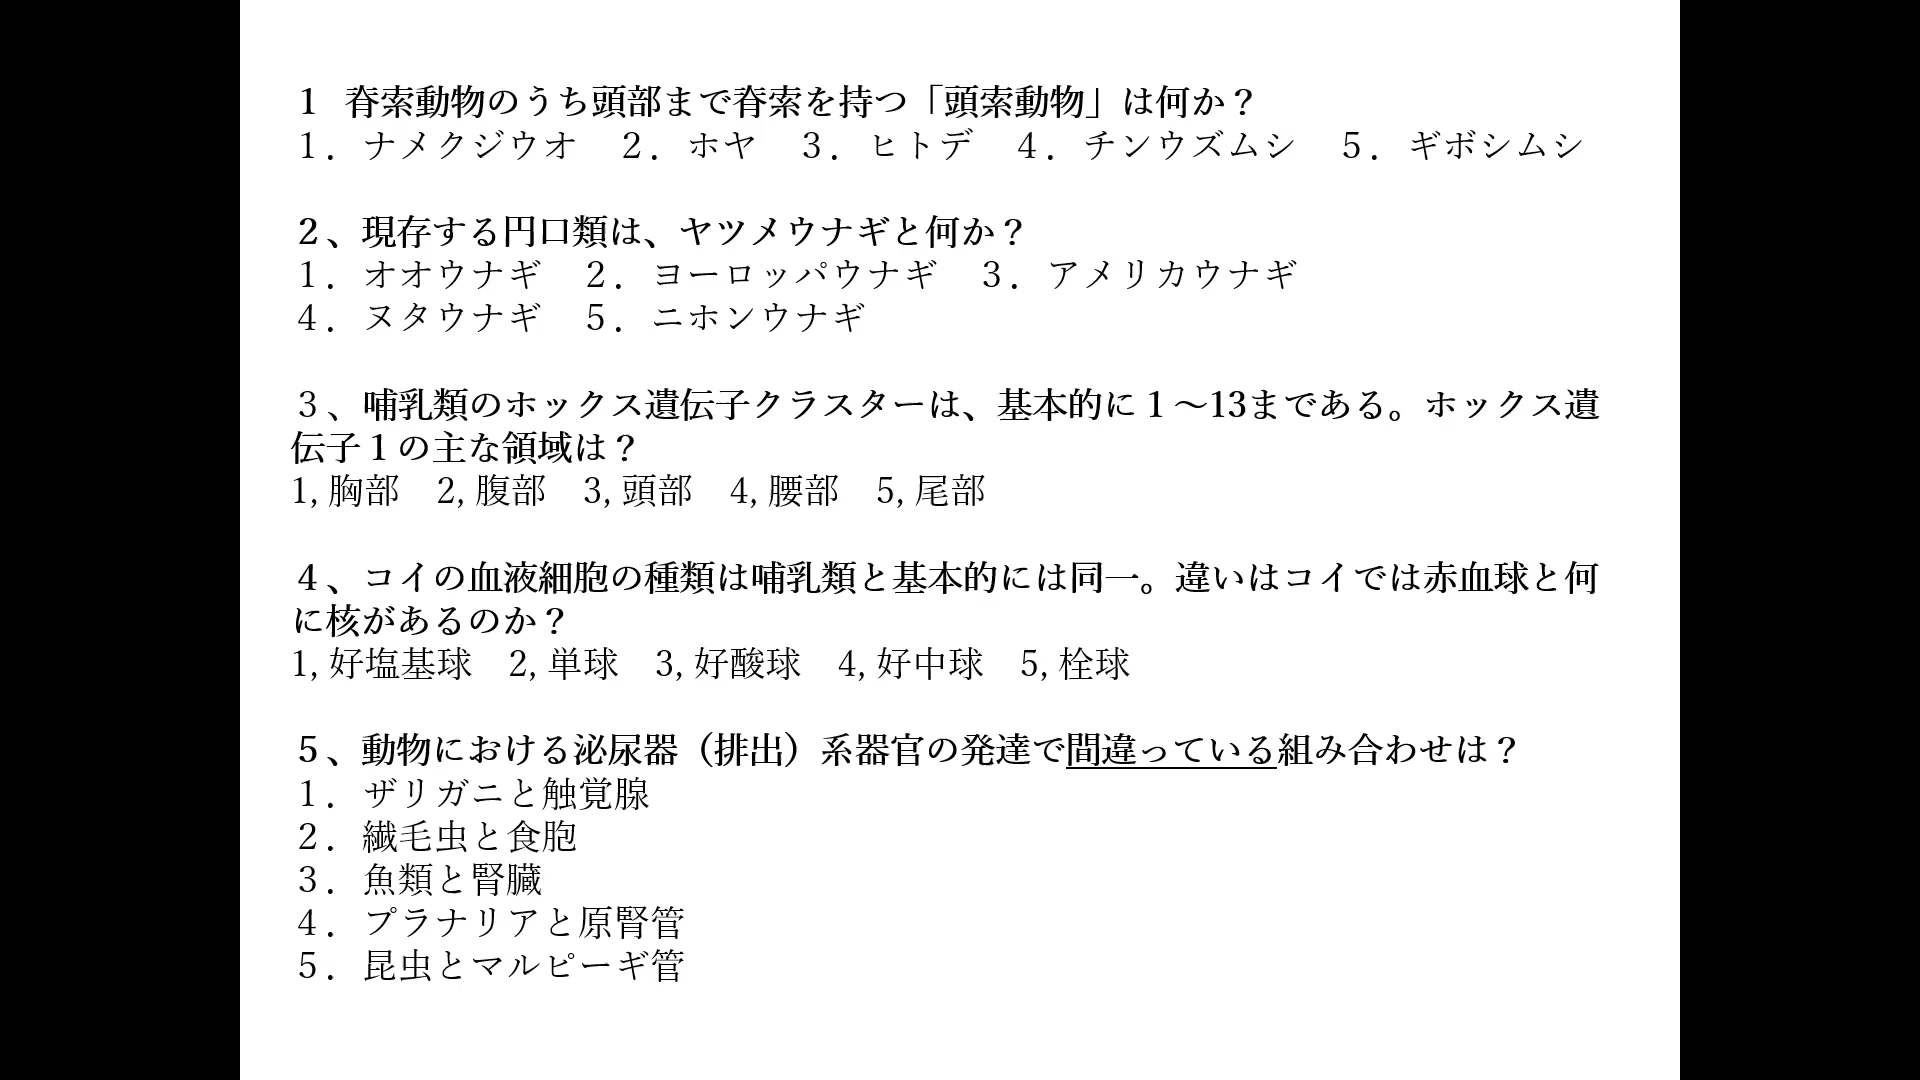 １ 脊索動物のうち頭部まで脊索を持つ「頭索動物」は何か？
１．ナメクジウオ　２．ホヤ　３．ヒトデ　４．チンウズムシ　５．ギボシムシ
２、現存する円口類は、ヤツメウナギと何か？
１．オオウナギ　２．ヨーロッパウナギ　３．アメリカウナギ
４．ヌタウナギ　５．ニホンウナギ
３、哺乳類のホックス遺伝子クラスターは、基本的に１～13まである。ホックス遺
伝子１の主な領域は？
1, 胸部　2, 腹部　3, 頭部　4, 腰部　5, 尾部
４、コイの血液細胞の種類は哺乳類と基本的には同一。違いはコイでは赤血球と何
に核があるのか？
1, 好塩基球　2, 単球　3, 好酸球　4, 好中球　5, 栓球
５、動物における泌尿器（排出）系器官の発達で間違っている組み合わせは？
１．ザリガニと触覚腺
２．繊毛虫と食胞
３．魚類と腎臓
４．プラナリアと原腎管
５．昆虫とマルピーギ管